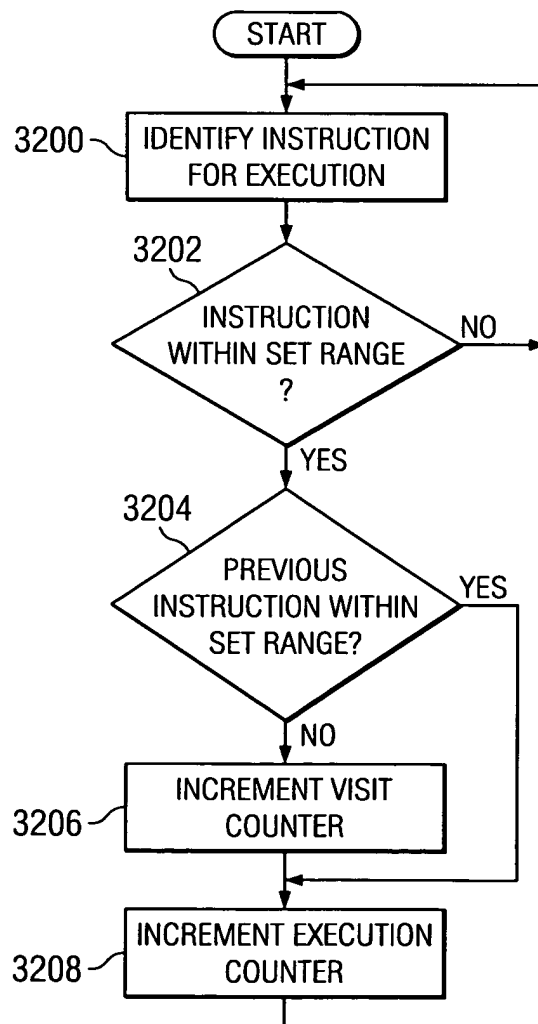 START
3200
IDENTIFY INSTRUCTION
FOR EXECUTION
3202
INSTRUCTION
WITHIN SET RANGE
?
NO
YES
3204
PREVIOUS
INSTRUCTION WITHIN
SET RANGE?
YES
NO
3206
INCREMENT VISIT
COUNTER
3208
INCREMENT EXECUTION
COUNTER